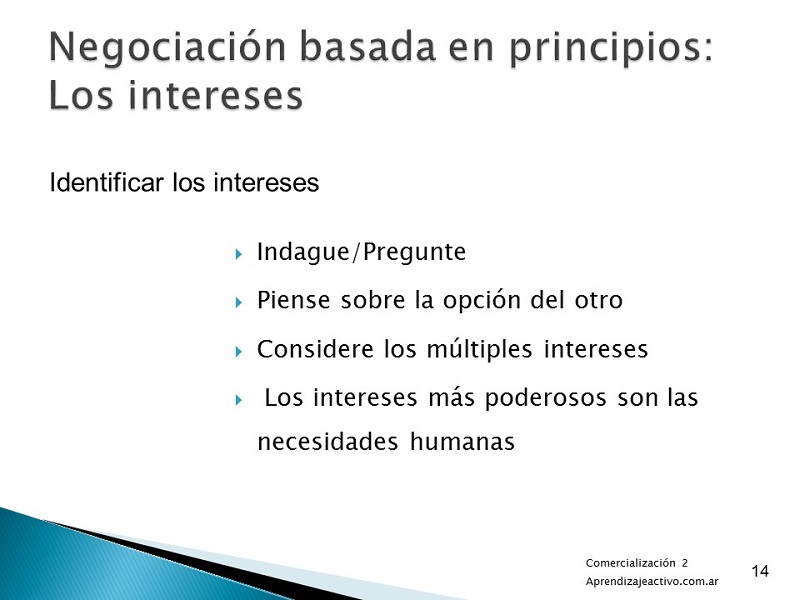 Negociación basada en principios:
Los intereses
Identificar los intereses
Indague/Pregunte
Piense sobre la opción del otro
Considere los múltiples intereses
Los intereses más poderosos son las
necesidades humanas
Comercialización 2
Aprendizajeactivo.com.ar
14